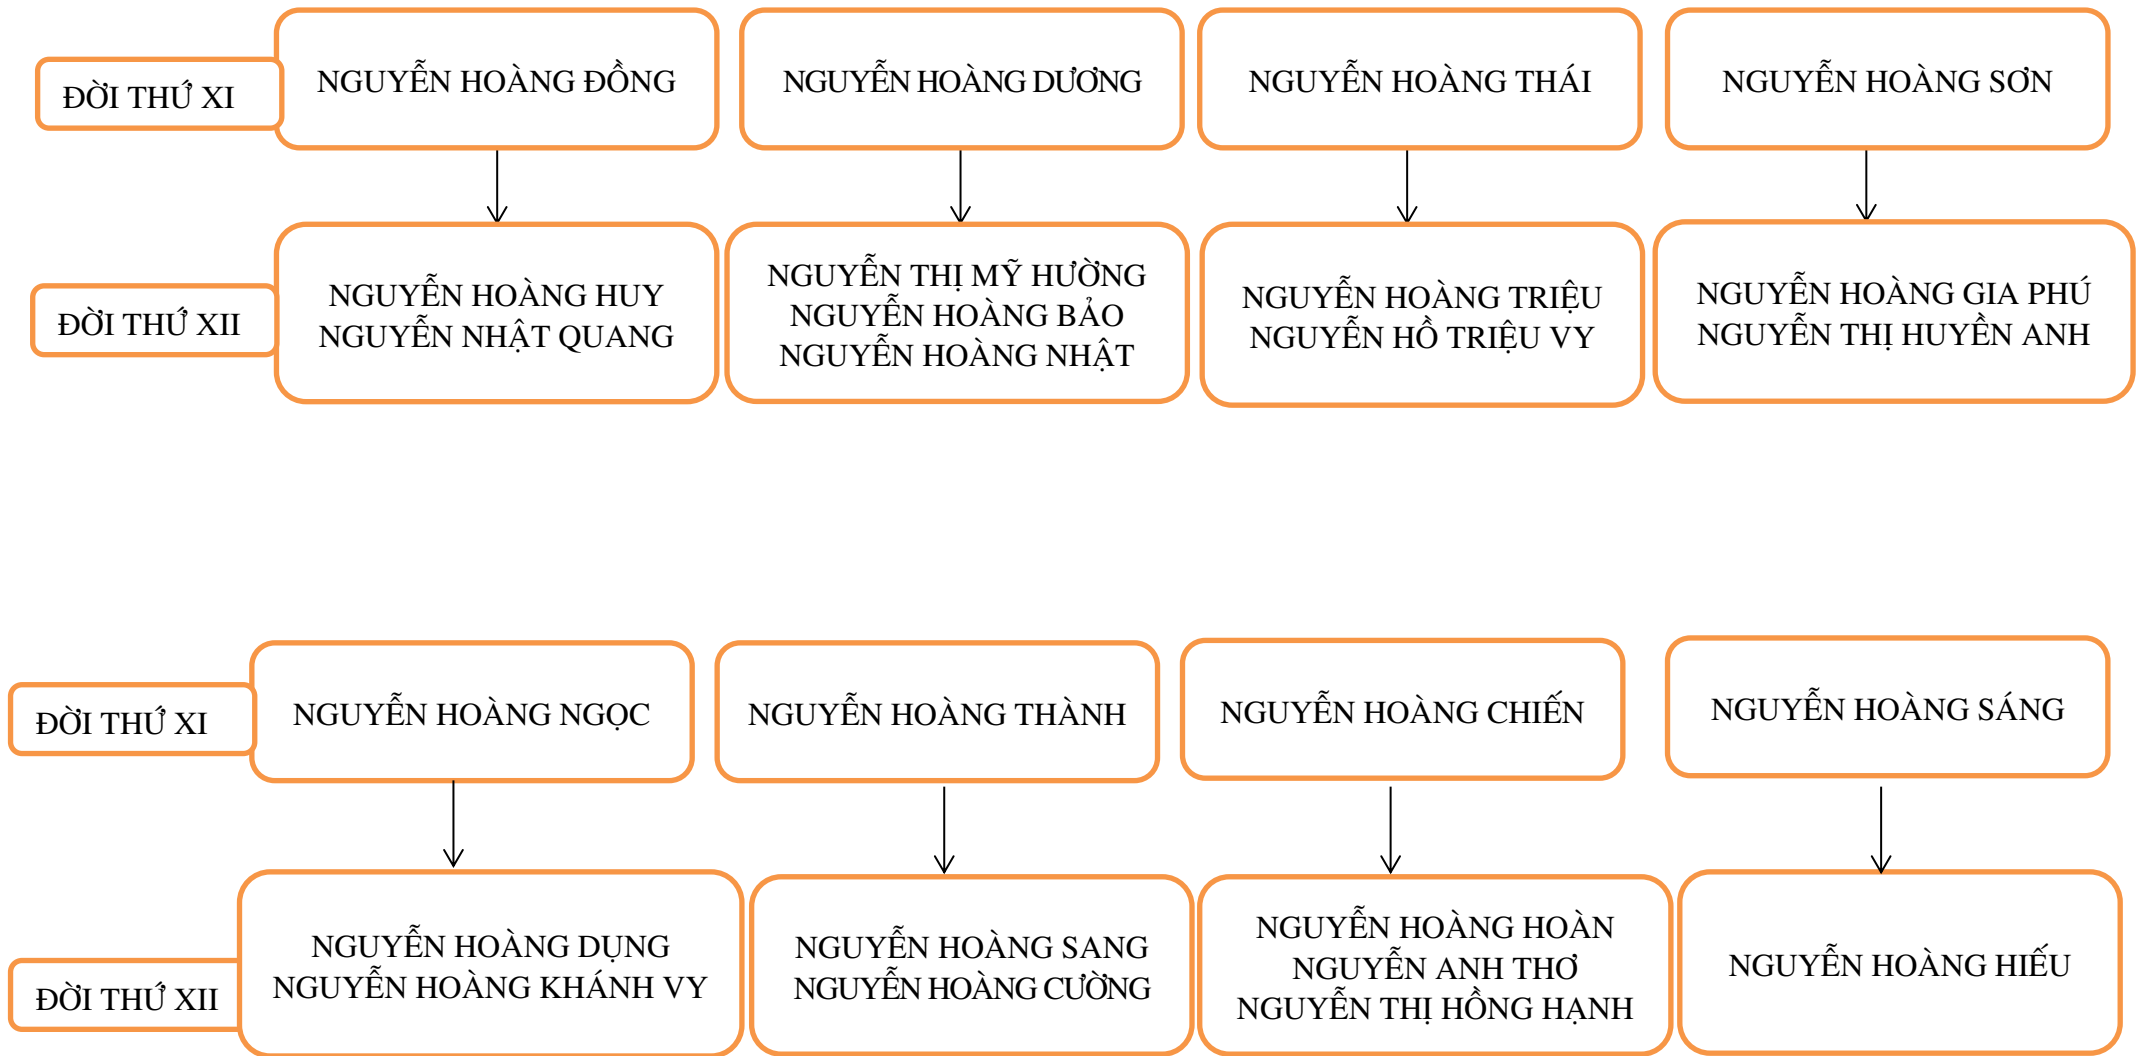 ĐỜI THỨ XI
NGUYỄN HOÀNG ĐỒNG
NGUYỄN HOÀNG DƯƠNG
NGUYỄN HOÀNG THÁI
NGUYỄN HOÀNG SƠN
ĐỜI THỨ XII
NGUYỄN HOÀNG HUY
NGUYỄN NHẬT QUANG
NGUYỄN THỊ MỸ HƯỜNG
NGUYỄN HOÀNG BẢO
NGUYỄN HOÀNG NHẬT
NGUYỄN HOÀNG TRIỆU
NGUYỄN HỒ TRIỆU VY
NGUYỄN HOÀNG GIA PHÚ
NGUYỄN THỊ HUYỀN ANH
ĐỜI THỨ XI
NGUYỄN HOÀNG NGỌC
NGUYỄN HOÀNG THÀNH
NGUYỄN HOÀNG CHIẾN
NGUYỄN HOÀNG SÁNG
ĐỜI THỨ XII
NGUYỄN HOÀNG DỤNG
NGUYỄN HOÀNG KHÁNH VY
NGUYỄN HOÀNG SANG
NGUYỄN HOÀNG CƯỜNG
NGUYỄN HOÀNG HOÀN
NGUYỄN ANH THƠ
NGUYỄN THỊ HỒNG HẠNH
NGUYỄN HOÀNG HIẾU